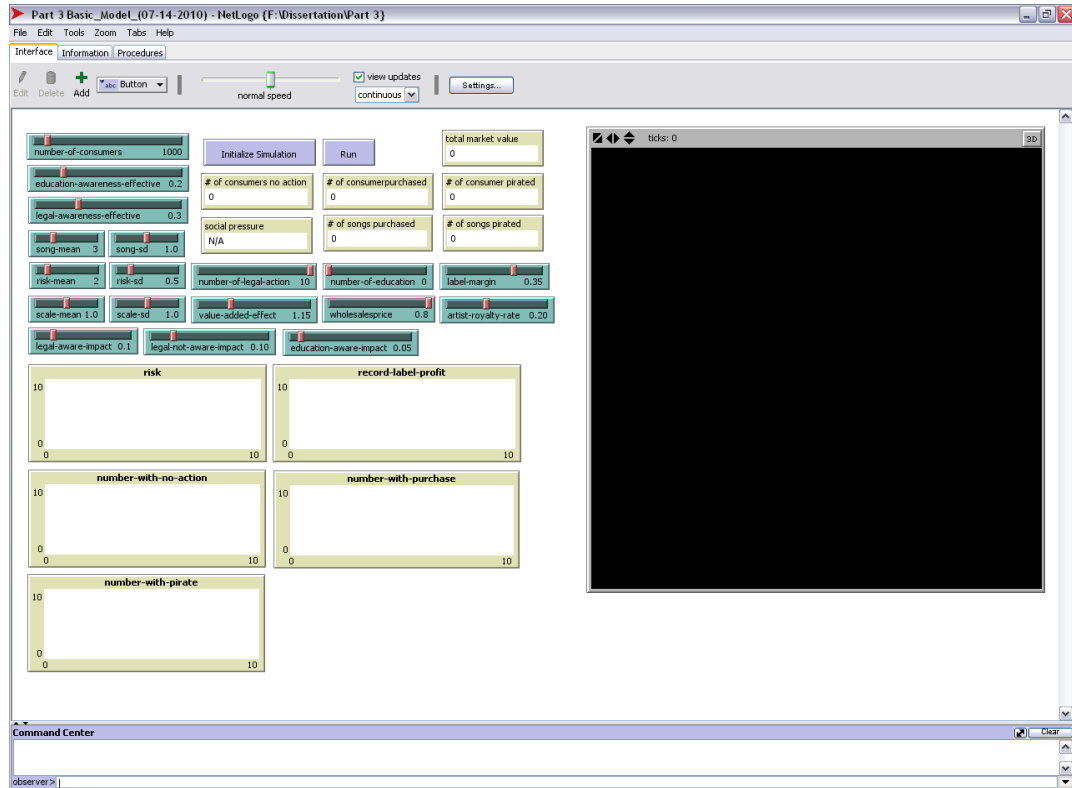 Part 3 Basic_Model_(07-14-2010) - NetLogo {F:\Dissertation\Part 3}
File Edit Tools Zoom Tabs Help
Interface Information Procedures
Edit Delete Add abc Button normal speed view updates continuous Settings...
number-of-consumers 1000
education-awareness-effective 0.2
legal-awareness-effective 0.3
Initialize Simulation Run
total market value
0
# of consumers no action
0
# of consumerpurchased
0
# of consumer pirated
0
social pressure
N/A
# of songs purchased
0
# of songs pirated
0
song-mean 3 song-sd 1.0
risk-mean 2 risk-sd 0.5 number-of-legal-action 10 number-of-education 0 label-margin 0.35
scale-mean 1.0 scale-sd 1.0 value-added-effect 1.15 wholesalesprice 0.8 artist-royalty-rate 0.20
legal-aware-impact 0.1 legal-not-aware-impact 0.10 education-aware-impact 0.05
risk
10
0
0 10
record-label-profit
10
0
0 10
number-with-no-action
10
0
0 10
number-with-purchase
10
0
0 10
number-with-pirate
10
0
0 10
ticks: 0 3D
Command Center Clear
observer>